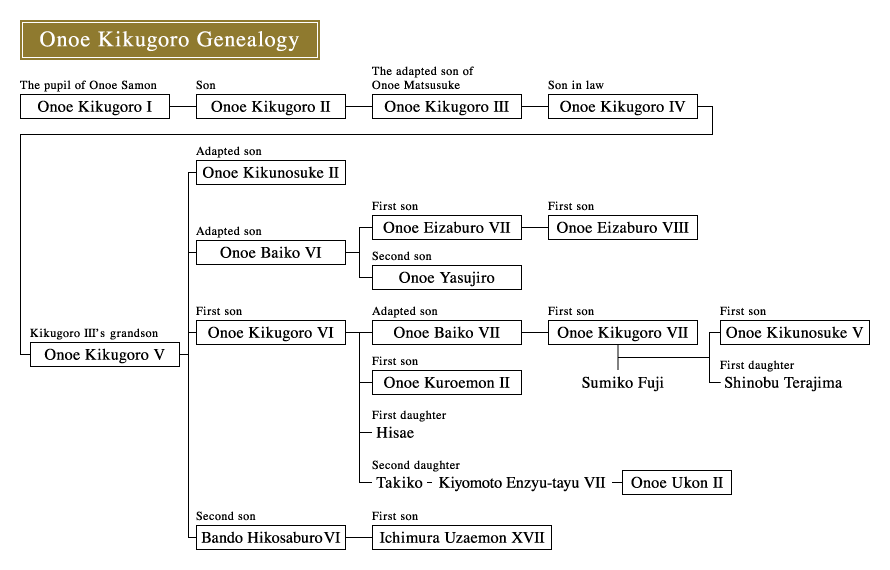 Onoe Kikugoro Genealogy
The pupil of Onoe Samon
Onoe Kikugoro I
Son
Onoe Kikugoro II
The adapted son of
Onoe Matsusuke
Onoe Kikugoro III
Son in law
Onoe Kikugoro IV
Kikugoro III's grandson
Onoe Kikugoro V
Adapted son
Onoe Kikunosuke II
Adapted son
Onoe Baiko VI
First son
Onoe Eizaburo VII
First son
Onoe Eizaburo VIII
Second son
Onoe Yasujiro
First son
Onoe Kikugoro VI
Adapted son
Onoe Baiko VII
First son
Onoe Kikugoro VII
Sumiko Fuji
First son
Onoe Kikunosuke V
First daughter
Shinobu Terajima
First son
Onoe Kuroemon II
First daughter
Hisae
Second daughter
Takiko - Kiyomoto Enzyu-tayu VII
Onoe Ukon II
Second son
Bando Hikosaburo VI
First son
Ichimura Uzaemon XVII